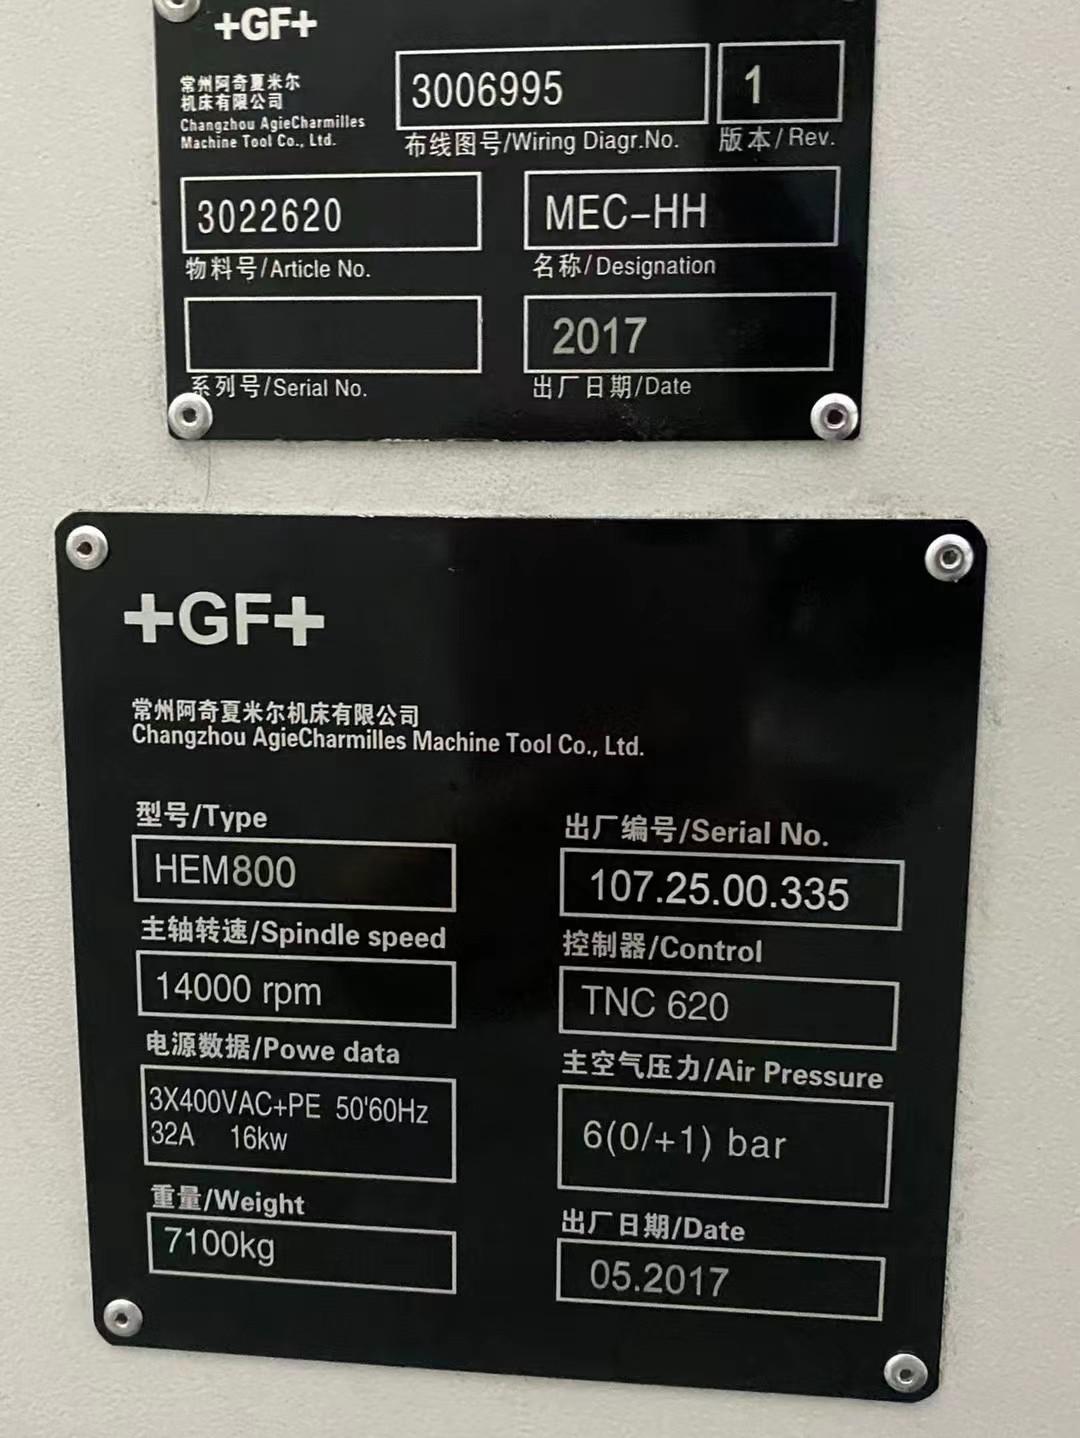 +GF+
常州阿奇夏米尔
机床有限公司
Changzhou AgieCharmilles
Machine Tool Co., Ltd.
3006995
布线图号/Wiring Diagr.No.
1
版本/Rev.
3022620
物料号/Article No.
MEC-HH
名称/Designation
系列号/Serial No.
2017
出厂日期/Date
+GF+
常州阿奇夏米尔机床有限公司
Changzhou AgieCharmilles Machine Tool Co., Ltd.
型号/Type
HEM800
出厂编号/Serial No.
107.25.00.335
主轴转速/Spindle speed
14000 rpm
控制器/Control
TNC 620
电源数据/Powe data
3X400VAC+PE 50'60Hz
32A 16kw
主空气压力/Air Pressure
6(0/+1) bar
重量/Weight
7100kg
出厂日期/Date
05.2017